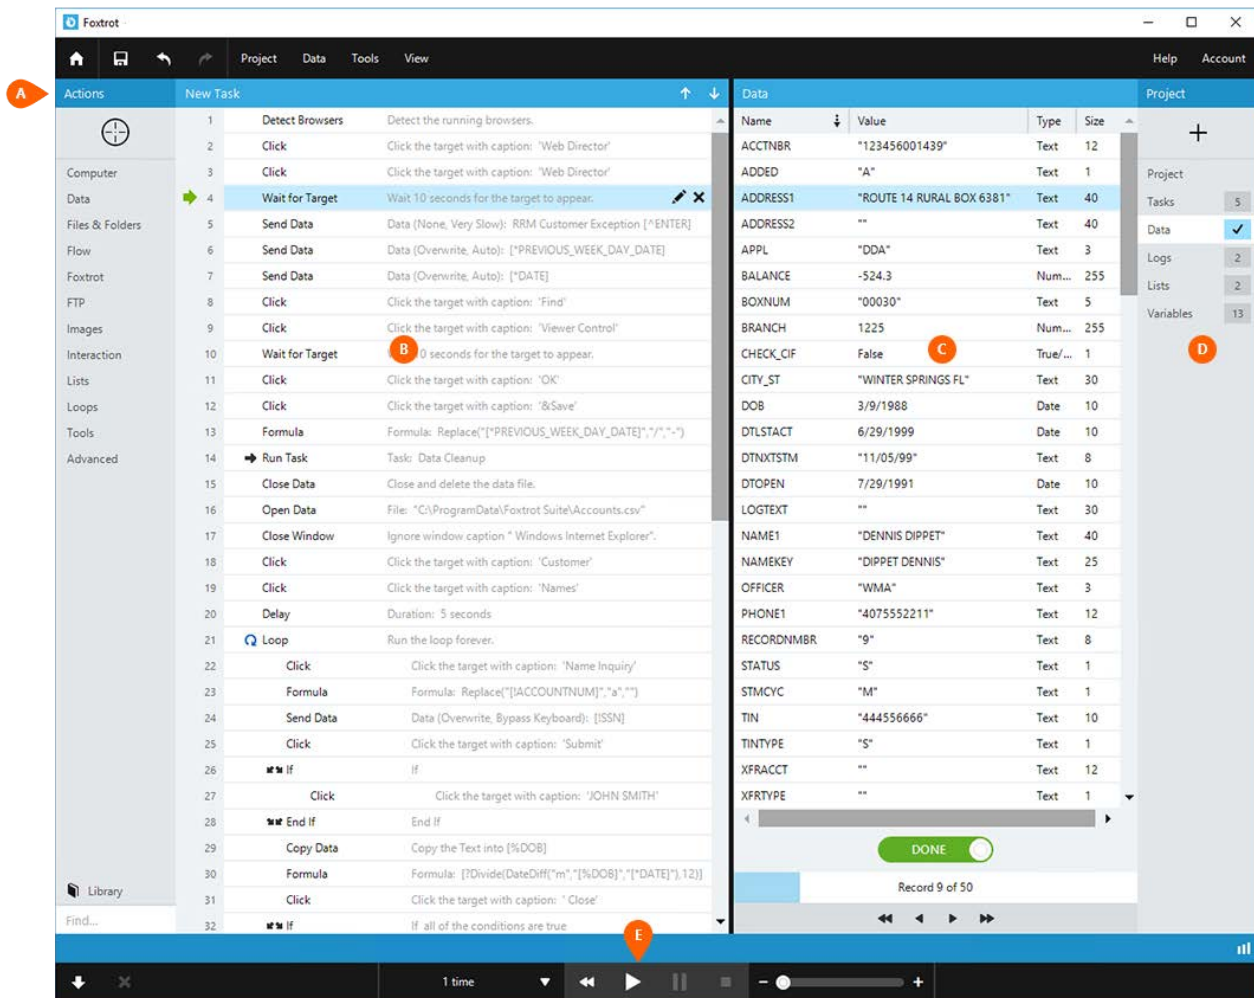 Foxtrot
Project Data Tools View Help Account
A
Actions
Computer
Data
Files & Folders
Flow
Foxtrot
FTP
Images
Interaction
Lists
Loops
Tools
Advanced
Library
Find...
New Task
1 Detect Browsers Detect the running browsers.
2 Click Click the target with caption: 'Web Director'
3 Click Click the target with caption: 'Web Director'
4 Wait for Target Wait 10 seconds for the target to appear.
5 Send Data Data (None, Very Slow): RRM Customer Exception [^ENTER]
6 Send Data Data (Overwrite, Auto): [*PREVIOUS_WEEK_DAY_DATE]
7 Send Data Data (Overwrite, Auto): [*DATE]
8 Click Click the target with caption: 'Find'
9 Click Click the target with caption: 'Viewer Control'
10 Wait for Target B 0 seconds for the target to appear.
11 Click Click the target with caption: 'OK'
12 Click Click the target with caption: '&Save'
13 Formula Formula: Replace("[*PREVIOUS_WEEK_DAY_DATE]","/","-")
14 Run Task Task: Data Cleanup
15 Close Data Close and delete the data file.
16 Open Data File: "C:\ProgramData\Foxtrot Suite\Accounts.csv"
17 Close Window Ignore window caption " Windows Internet Explorer".
18 Click Click the target with caption: 'Customer'
19 Click Click the target with caption: 'Names'
20 Delay Duration: 5 seconds
21 Loop Run the loop forever.
22 Click Click the target with caption: 'Name Inquiry'
23 Formula Formula: Replace("[!ACCOUNTNUM]","a","")
24 Send Data Data (Overwrite, Bypass Keyboard): [!SSN]
25 Click Click the target with caption: 'Submit'
26 If If
27 Click Click the target with caption: 'JOHN SMITH'
28 End If End If
29 Copy Data Copy the Text into [%DOB]
30 Formula Formula: [?Divide(DateDiff("m","[%DOB]","[*DATE]"),12)]
31 Click Click the target with caption: ' Close'
32 If If all of the conditions are true
Data
Name Value Type Size
ACCTNBR "123456001439" Text 12
ADDED "A" Text 1
ADDRESS1 "ROUTE 14 RURAL BOX 6381" Text 40
ADDRESS2 "" Text 40
APPL "DDA" Text 3
BALANCE -524.3 Num... 255
BOXNUM "00030" Text 5
BRANCH 1225 Num... 255
CHECK_CIF False C True/... 1
CITY_ST "WINTER SPRINGS FL" Text 30
DOB 3/9/1988 Date 10
DTLSTACT 6/29/1999 Date 10
DTNXTSTM "11/05/99" Text 8
DTOPEN 7/29/1991 Date 10
LOGTEXT "" Text 30
NAME1 "DENNIS DIPPET" Text 40
NAMEKEY "DIPPET DENNIS" Text 25
OFFICER "WMA" Text 3
PHONE1 "4075552211" Text 12
RECORDNMBR "9" Text 8
STATUS "S" Text 1
STMCYC "M" Text 1
TIN "444556666" Text 10
TINTYPE "S" Text 1
XFRACCT "" Text 12
XFRTYPE "" Text 1
DONE
Record 9 of 50
Project
Project
Tasks 5
Data
Logs 2
Lists 2
Variables 13
D
E
1 time